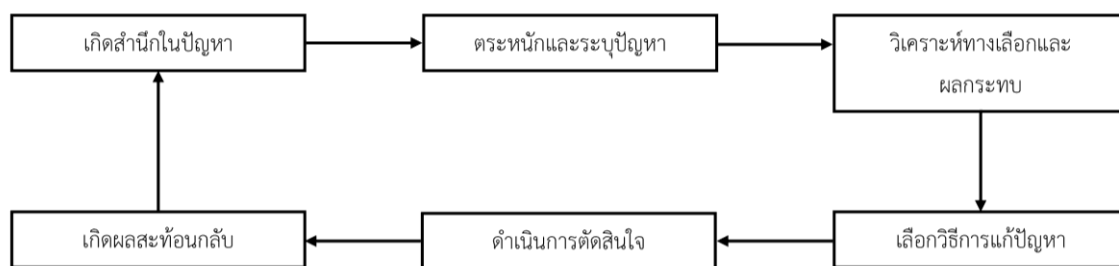 เกิดสำนึกในปัญหา
ตระหนักและระบุปัญหา
วิเคราะห์ทางเลือกและ
ผลกระทบ
เลือกวิธีการแก้ปัญหา
ดำเนินการตัดสินใจ
เกิดผลสะท้อนกลับ